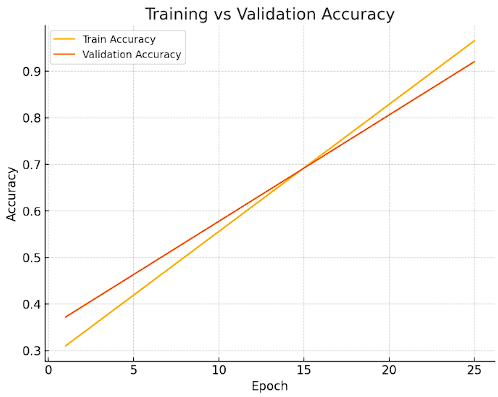 Training vs Validation Accuracy
Train Accuracy
Validation Accuracy
Accuracy
0.9
0.8
0.7
0.6
0.5
0.4
0.3
0 5 10 15 20 25
Epoch